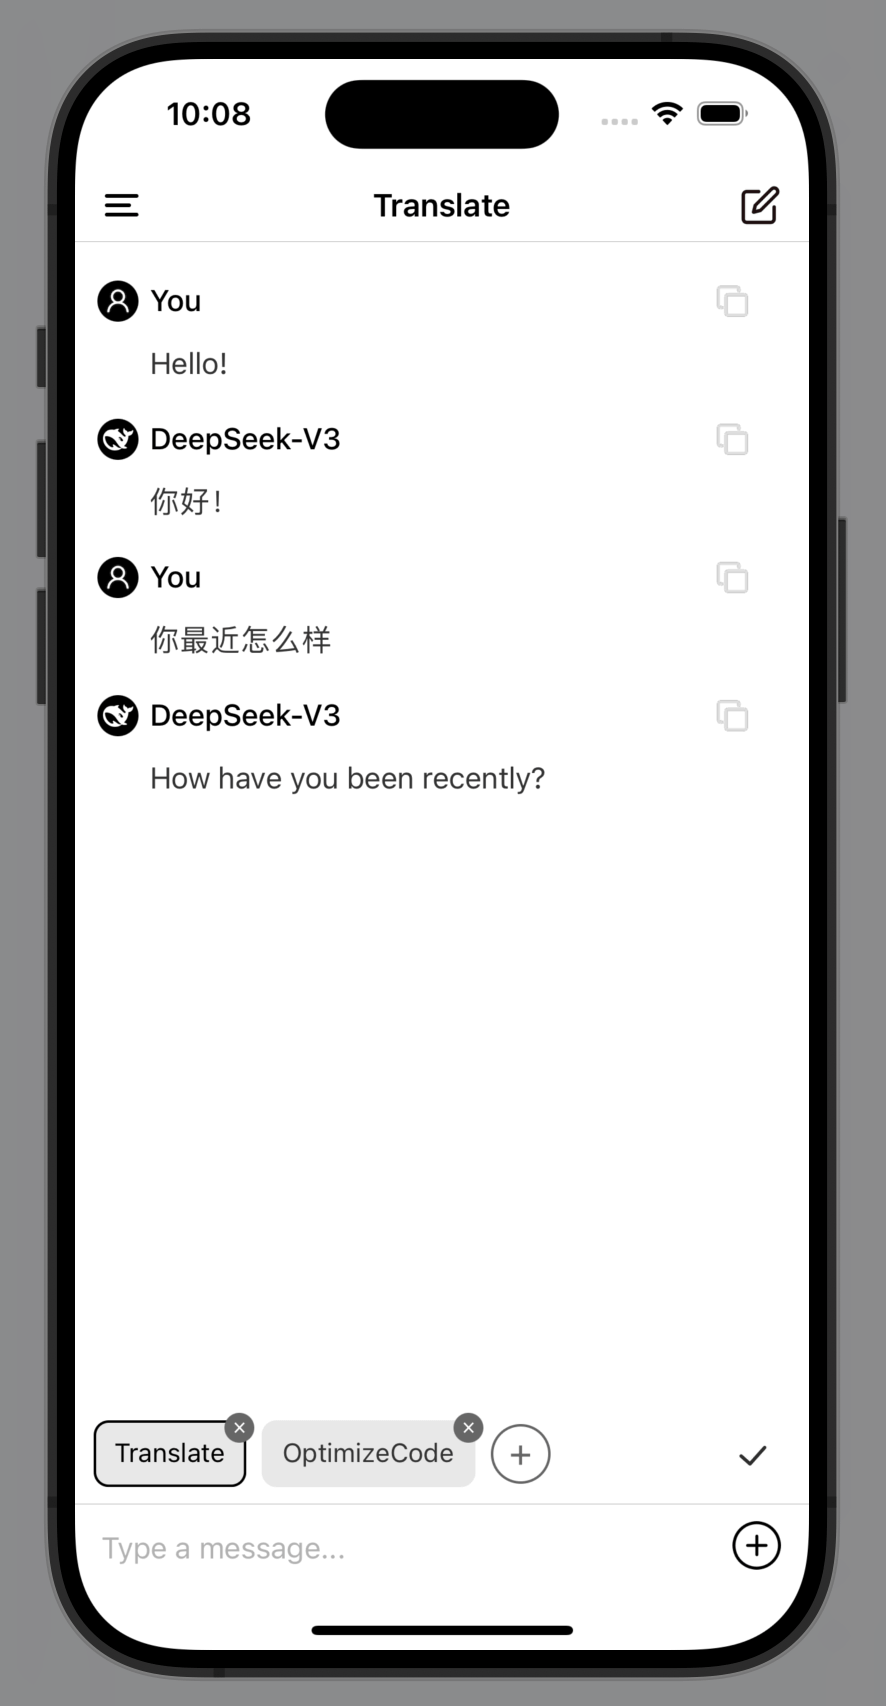 10:08
Translate
You
Hello!
DeepSeek-V3
你好！
You
你最近怎么样
DeepSeek-V3
How have you been recently?
Translate
OptimizeCode
Type a message...